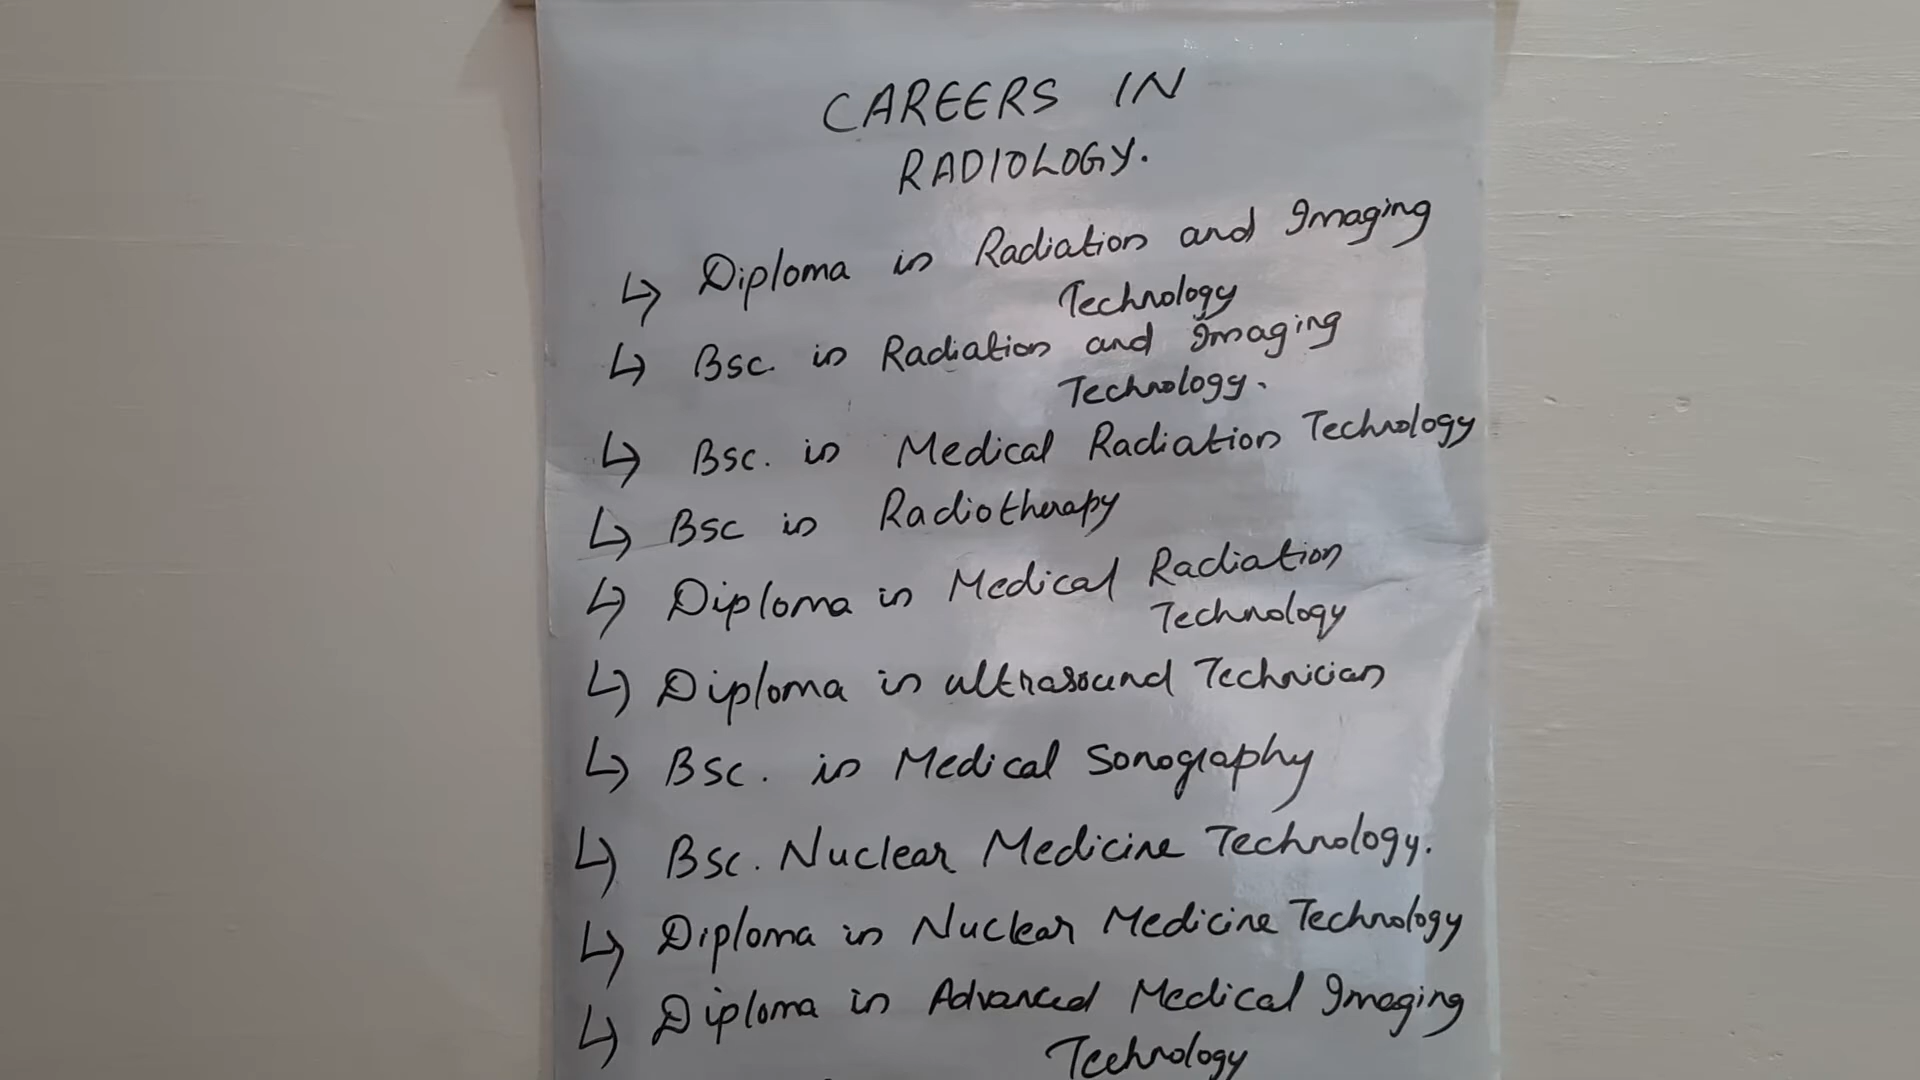 CAREERS IN
RADIOLOGY.
↳ Diploma in Radiation and Imaging
Technology
↳ Bsc. in Radiation and Imaging
Technology.
↳ Bsc. in Medical Radiation Technology
↳ Bsc in Radiotherapy
↳ Diploma in Medical Radiation
Technology
↳ Diploma in ultrasound Technician
↳ Bsc. in Medical Sonography
↳ Bsc. Nuclear Medicine Technology.
↳ Diploma in Nuclear Medicine Technology
↳ Diploma in Advanced Medical Imaging
Technology